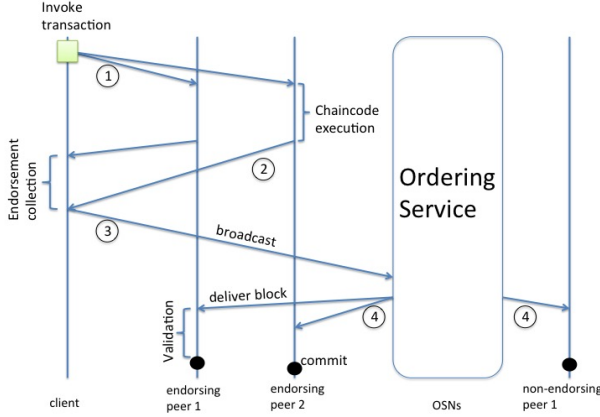 Invoke
transaction
1
Chaincode
execution
Endorsement
collection
2
Ordering
Service
3
broadcast
deliver block
4
4
Validation
commit
client
endorsing
peer 1
endorsing
peer 2
OSNs
non-endorsing
peer 1